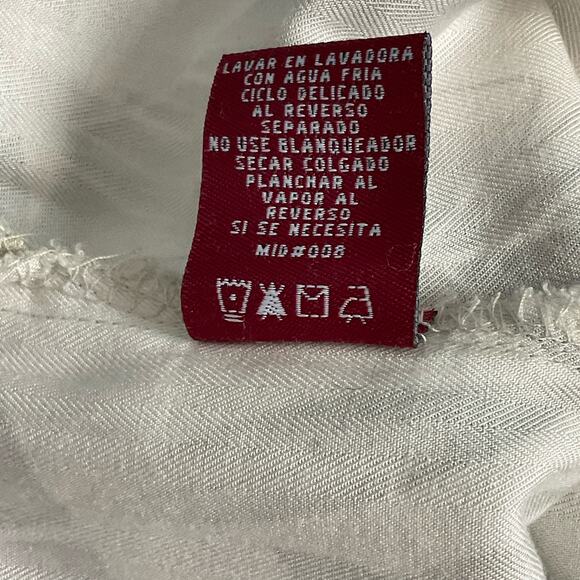 LAVAR EN LAVADORA
CON AGUA FRIA
CICLO DELICADO
AL REVERSO
SEPARADO
NO USE BLANQUEADOR
SECAR COLGADO
PLANCHAR AL
VAPOR AL
REVERSO
SI SE NECESITA
MID#008